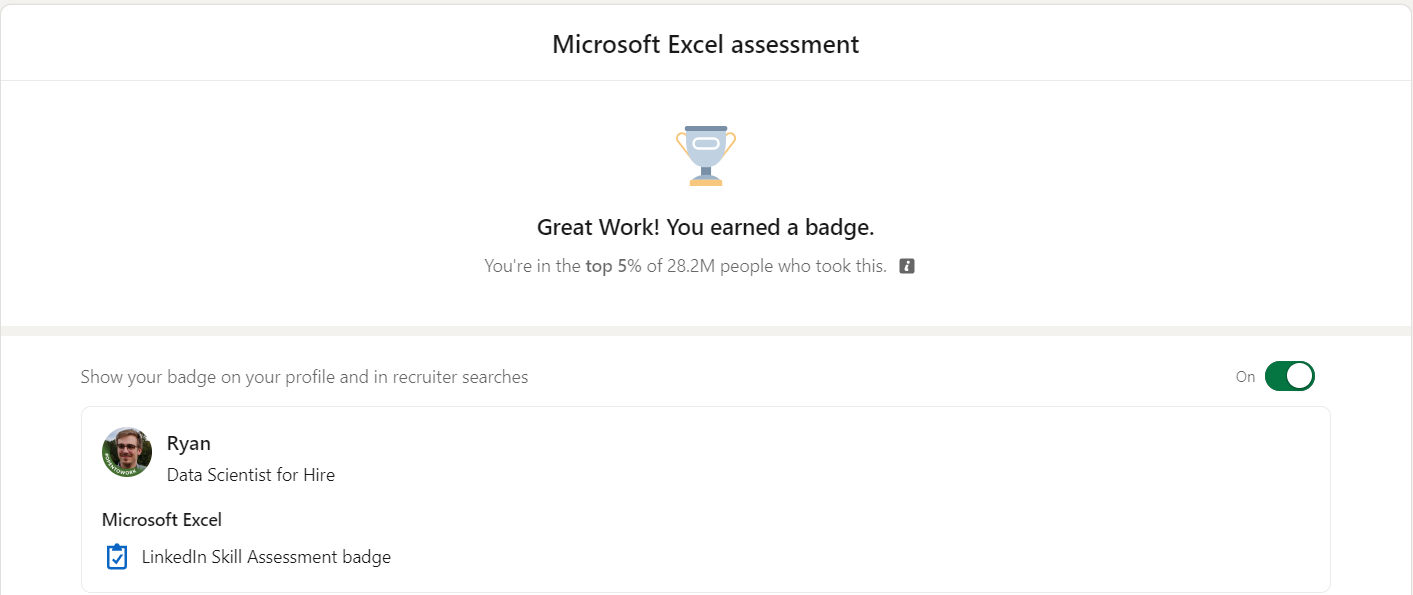 Microsoft Excel assessment
Great Work! You earned a badge.
You're in the top 5% of 28.2M people who took this.
Show your badge on your profile and in recruiter searches
On
#OPENTOWORK
Ryan
Data Scientist for Hire
Microsoft Excel
LinkedIn Skill Assessment badge